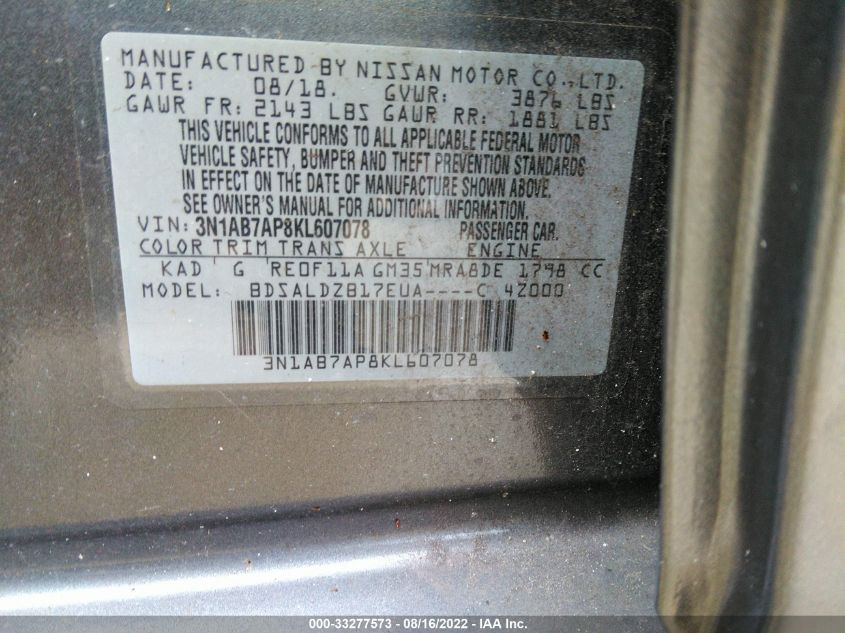 MANUFACTURED BY NISSAN MOTOR CO.,LTD.
DATE: 08/18. GVWR: 3876 LBS
GAWR FR: 2143 LBS GAWR RR: 1881 LBS
THIS VEHICLE CONFORMS TO ALL APPLICABLE FEDERAL MOTOR
VEHICLE SAFETY, BUMPER AND THEFT PREVENTION STANDARDS
IN EFFECT ON THE DATE OF MANUFACTURE SHOWN ABOVE.
SEE OWNER'S MANUAL FOR ADDITIONAL INFORMATION.
VIN: 3N1AB7AP8KL607078 PASSENGER CAR.
COLOR TRIM TRANS AXLE ENGINE
KAD G RE0F11A GM35 MRA8DE 1798 CC
MODEL: BDSALDZB17EUA----C 4Z000
3N1AB7AP8KL607078
000-33277573 - 08/16/2022 - IAA Inc.